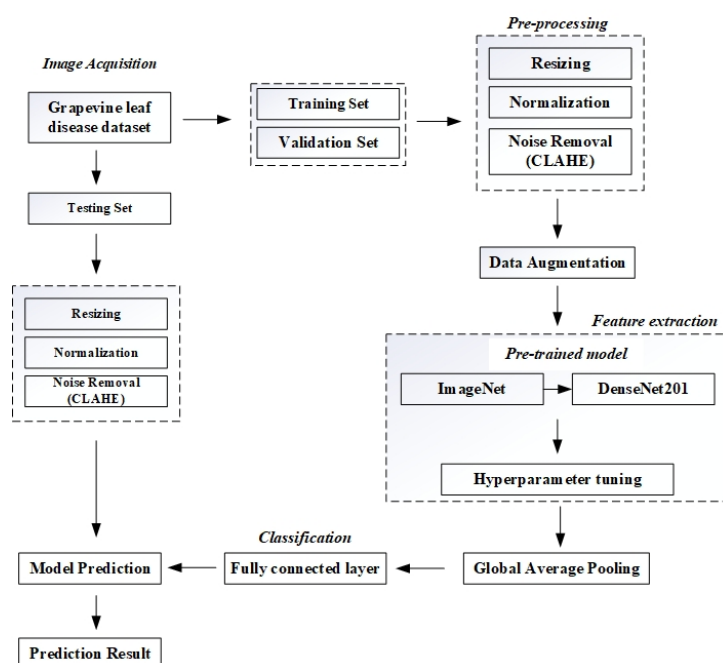 Pre-processing
Image Acquisition
Resizing
Grapevine leaf
disease dataset
Training Set
Validation Set
Normalization
Noise Removal
(CLAHE)
Testing Set
Data Augmentation
Resizing
Normalization
Noise Removal
(CLAHE)
Feature extraction
Pre-trained model
ImageNet
DenseNet201
Hyperparameter tuning
Classification
Model Prediction
Fully connected layer
Global Average Pooling
Prediction Result